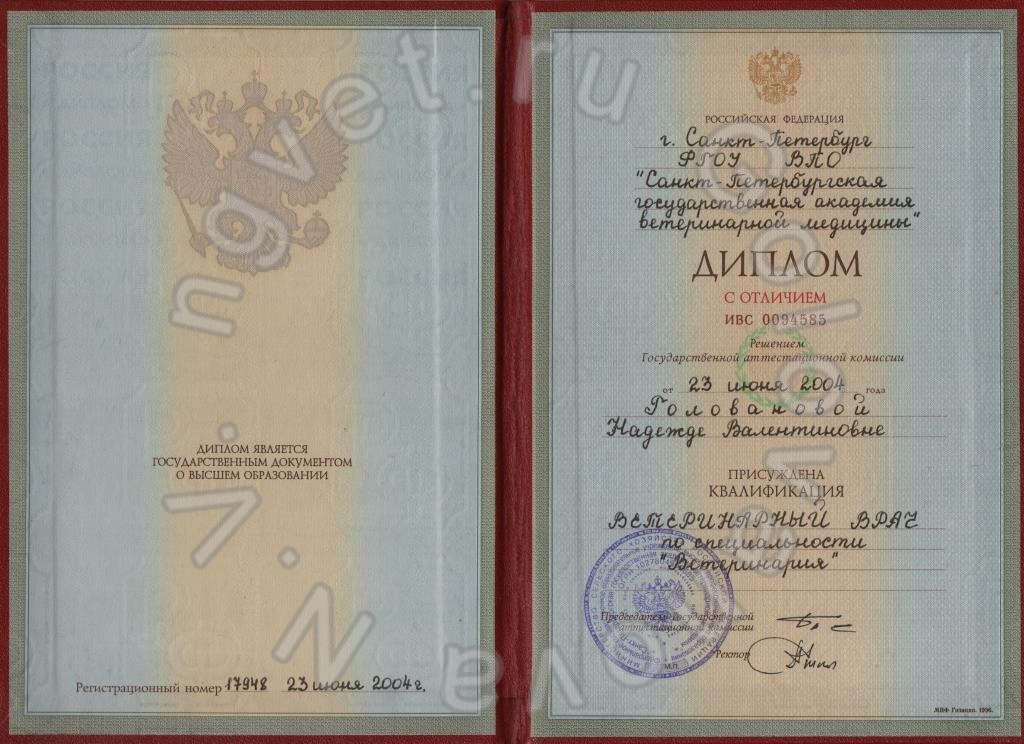 ДИПЛОМ ЯВЛЯЕТСЯ
ГОСУДАРСТВЕННЫМ ДОКУМЕНТОМ
О ВЫСШЕМ ОБРАЗОВАНИИ
Регистрационный номер 17948 23 июня 2004 г.
РОССИЙСКАЯ ФЕДЕРАЦИЯ
г. Санкт-Петербург
ФГОУ ВПО
"Санкт-Петербургская
государственная академия
ветеринарной медицины"
ДИПЛОМ
С ОТЛИЧИЕМ
ИВС 0094585
Решением
Государственной аттестационной комиссии
от 23 июня 2004 года
Головановой
Надежде Валентиновне
ПРИСУЖДЕНА
КВАЛИФИКАЦИЯ
ВЕТЕРИНАРНЫЙ ВРАЧ
по специальности
"Ветеринария"
Председатель Государственной
аттестационной комиссии
Ректор
М.П.
МПФ Гознака. 1996.